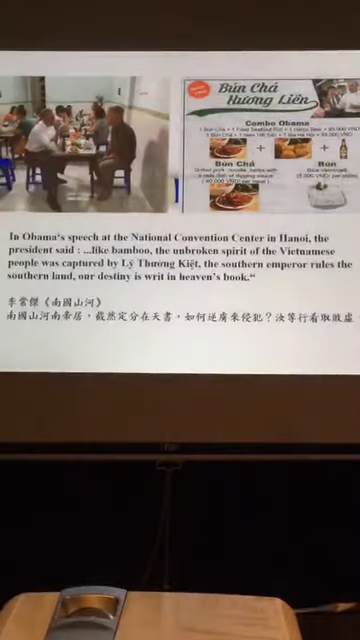 Bún Chả
Hương Liên
Combo Obama
Bún Chả
Bún
In Obama's speech at the National Convention Center in Hanoi, the
president said : ...like bamboo, the unbroken spirit of the Vietnamese
people was captured by Lý Thường Kiệt, the southern emperor rules the
southern land, our destiny is writ in heaven's book.“
李常傑《南國山河》
南國山河南帝居，截然定分在天書，如何逆虜來侵犯？汝等行看取敗虛